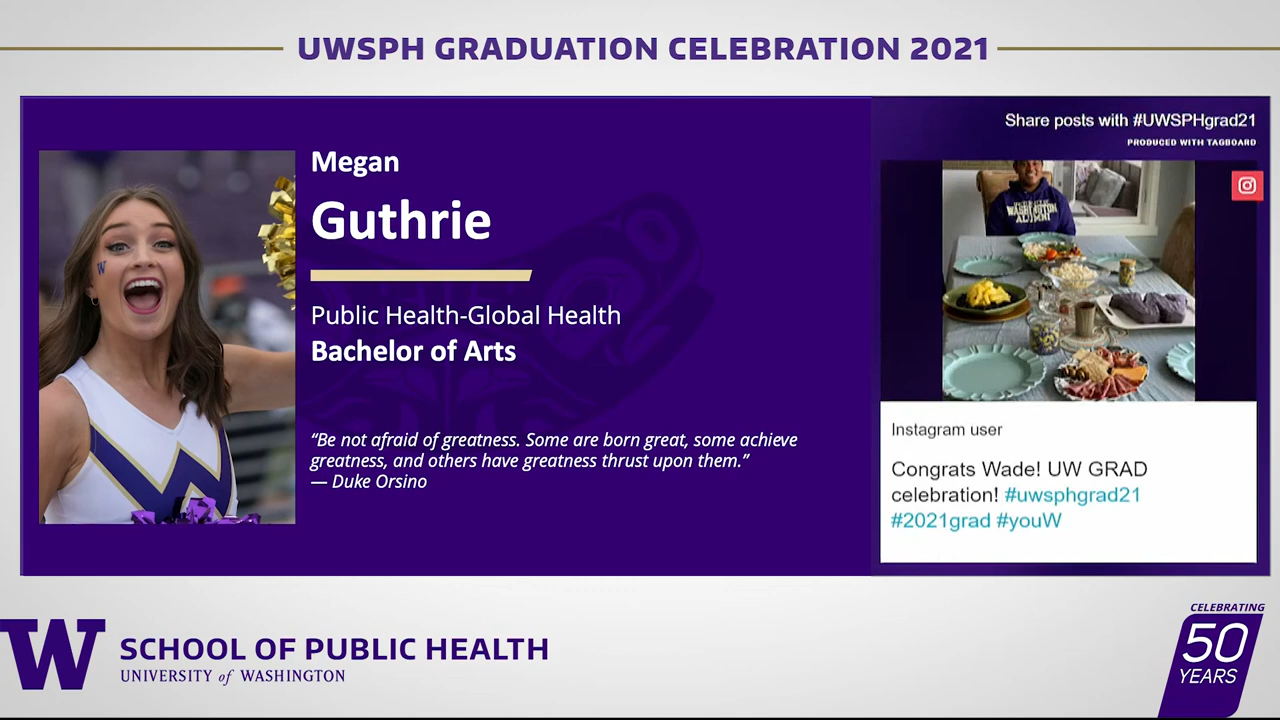 UWSPH GRADUATION CELEBRATION 2021
Megan
Guthrie
Public Health-Global Health
Bachelor of Arts
“Be not afraid of greatness. Some are born great, some achieve
greatness, and others have greatness thrust upon them.”
— Duke Orsino
Share posts with #UWSPHgrad21
PRODUCED WITH TAGBOARD
WASHINGTON
ALUMNI
Instagram user
Congrats Wade! UW GRAD
celebration! #uwsphgrad21
#2021grad #youW
W
SCHOOL OF PUBLIC HEALTH
UNIVERSITY of WASHINGTON
CELEBRATING
50
YEARS